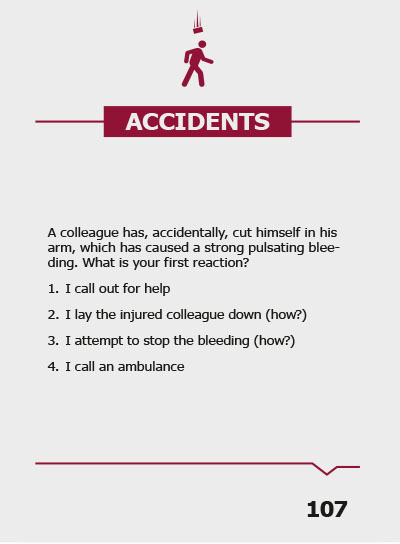 ACCIDENTS
A colleague has, accidentally, cut himself in his
arm, which has caused a strong pulsating blee-
ding. What is your first reaction?
1. I call out for help
2. I lay the injured colleague down (how?)
3. I attempt to stop the bleeding (how?)
4. I call an ambulance
107